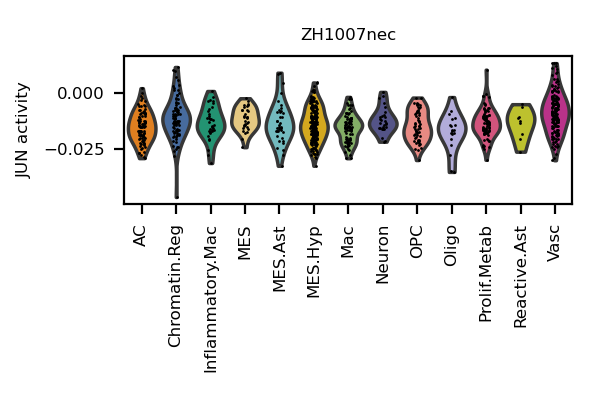 ZH1007nec
JUN activity
0.000
−0.025
AC
Chromatin.Reg
Inflammatory.Mac
MES
MES.Ast
MES.Hyp
Mac
Neuron
OPC
Oligo
Prolif.Metab
Reactive.Ast
Vasc